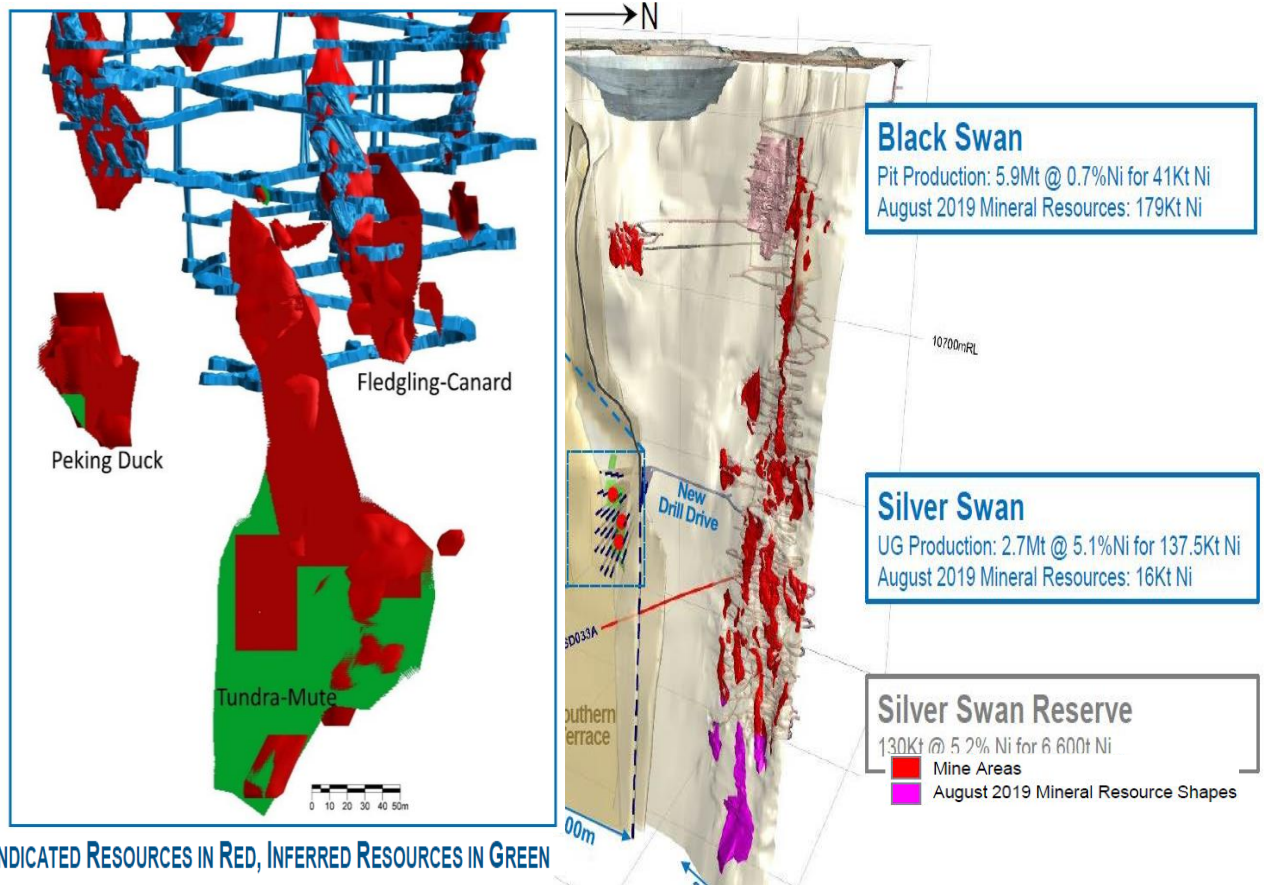 Fledgling-Canard
Peking Duck
Tundra-Mute
0 10 20 30 40 50m
INDICATED RESOURCES IN RED, INFERRED RESOURCES IN GREEN
N
Black Swan
Pit Production: 5.9Mt @ 0.7%Ni for 41Kt Ni
August 2019 Mineral Resources: 179Kt Ni
10700mRL
New
Drill Drive
Silver Swan
UG Production: 2.7Mt @ 5.1%Ni for 137.5Kt Ni
August 2019 Mineral Resources: 16Kt Ni
SD033A
outhern
errace
Silver Swan Reserve
130Kt @ 5.2% Ni for 6,600t Ni
Mine Areas
August 2019 Mineral Resource Shapes
00m